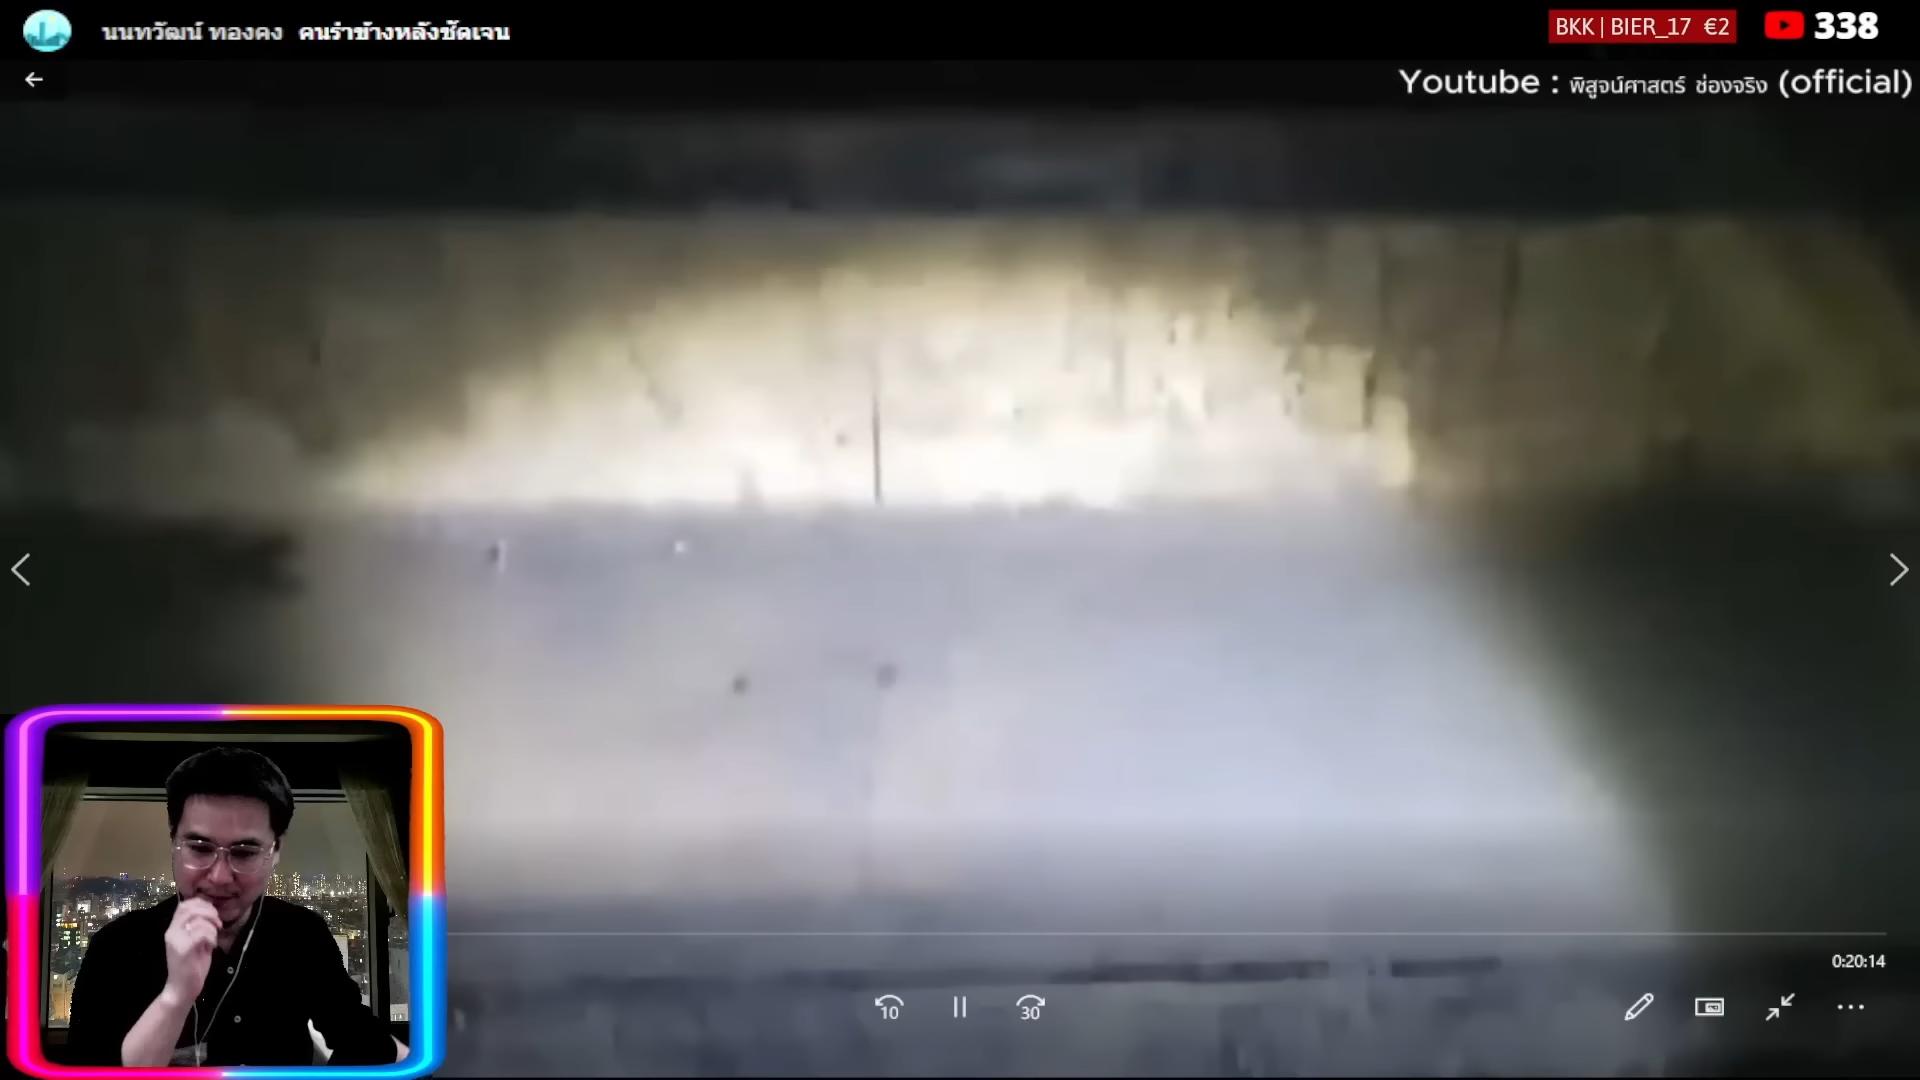 นนทวัฒน์ ทองคง คนรำข้างหลังชัดเจน
BKK | BIER_17 €2
338
Youtube : พิสูจน์ศาสตร์ ช่องจริง (official)
0:20:14
10
30